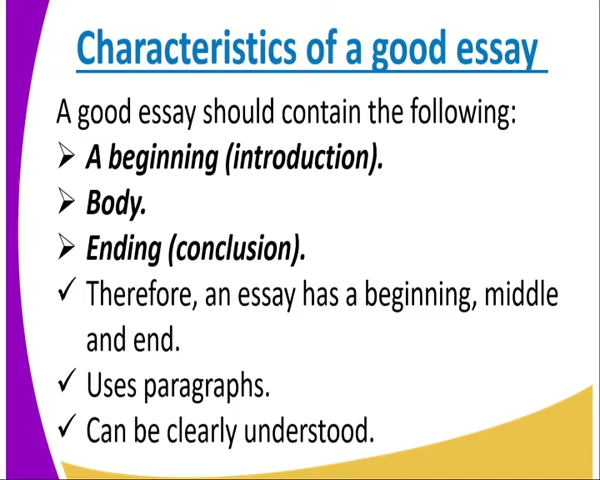 Characteristics of a good essay
A good essay should contain the following:
➢ A beginning (introduction).
➢ Body.
➢ Ending (conclusion).
✓ Therefore, an essay has a beginning, middle
and end.
✓ Uses paragraphs.
✓ Can be clearly understood.